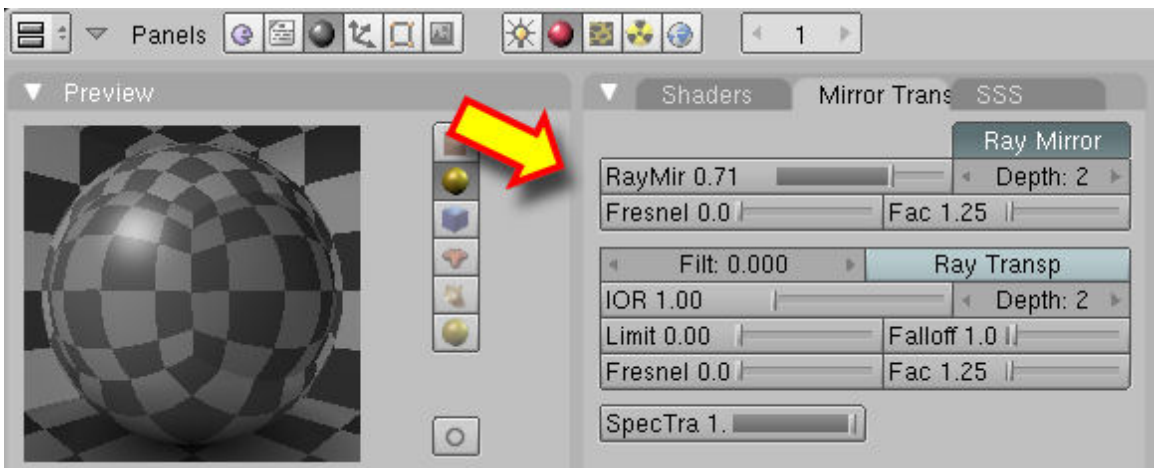 Panels 1
Preview
Shaders Mirror Trans SSS
Ray Mirror
RayMir 0.71 Depth: 2
Fresnel 0.0 Fac 1.25
Filt: 0.000 Ray Transp
IOR 1.00 Depth: 2
Limit 0.00 Falloff 1.0
Fresnel 0.0 Fac 1.25
SpecTra 1.